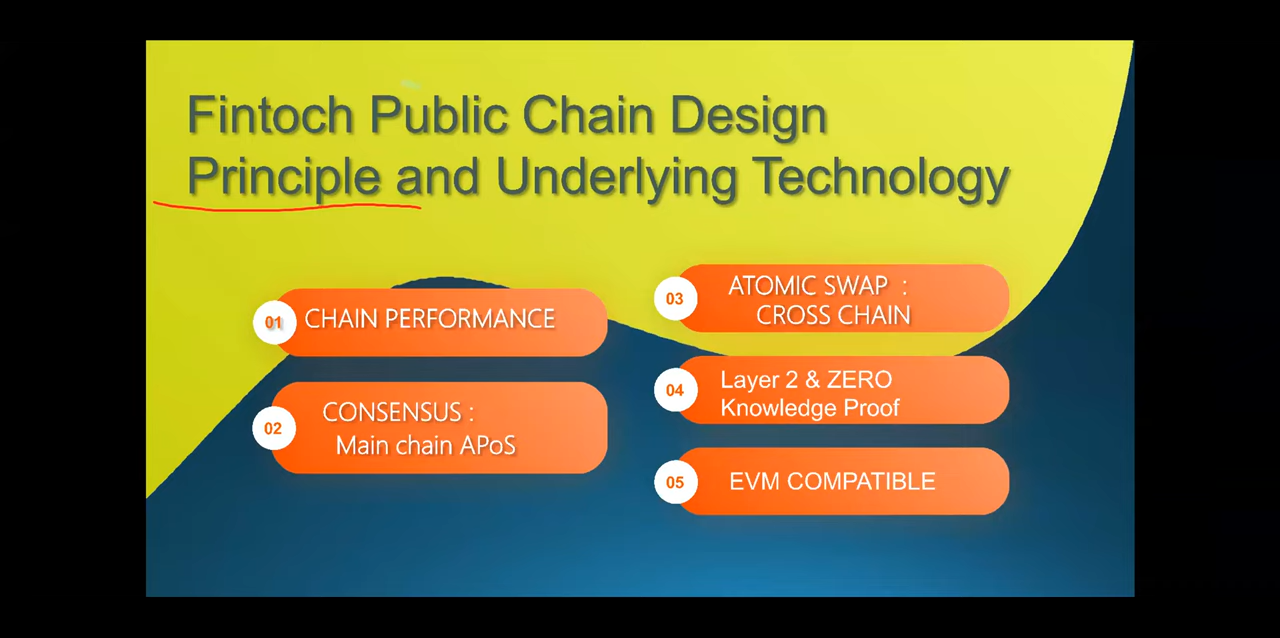 Fintoch Public Chain Design
Principle and Underlying Technology
01
CHAIN PERFORMANCE
02
CONSENSUS :
Main chain APoS
03
ATOMIC SWAP :
CROSS CHAIN
04
Layer 2 & ZERO
Knowledge Proof
05
EVM COMPATIBLE